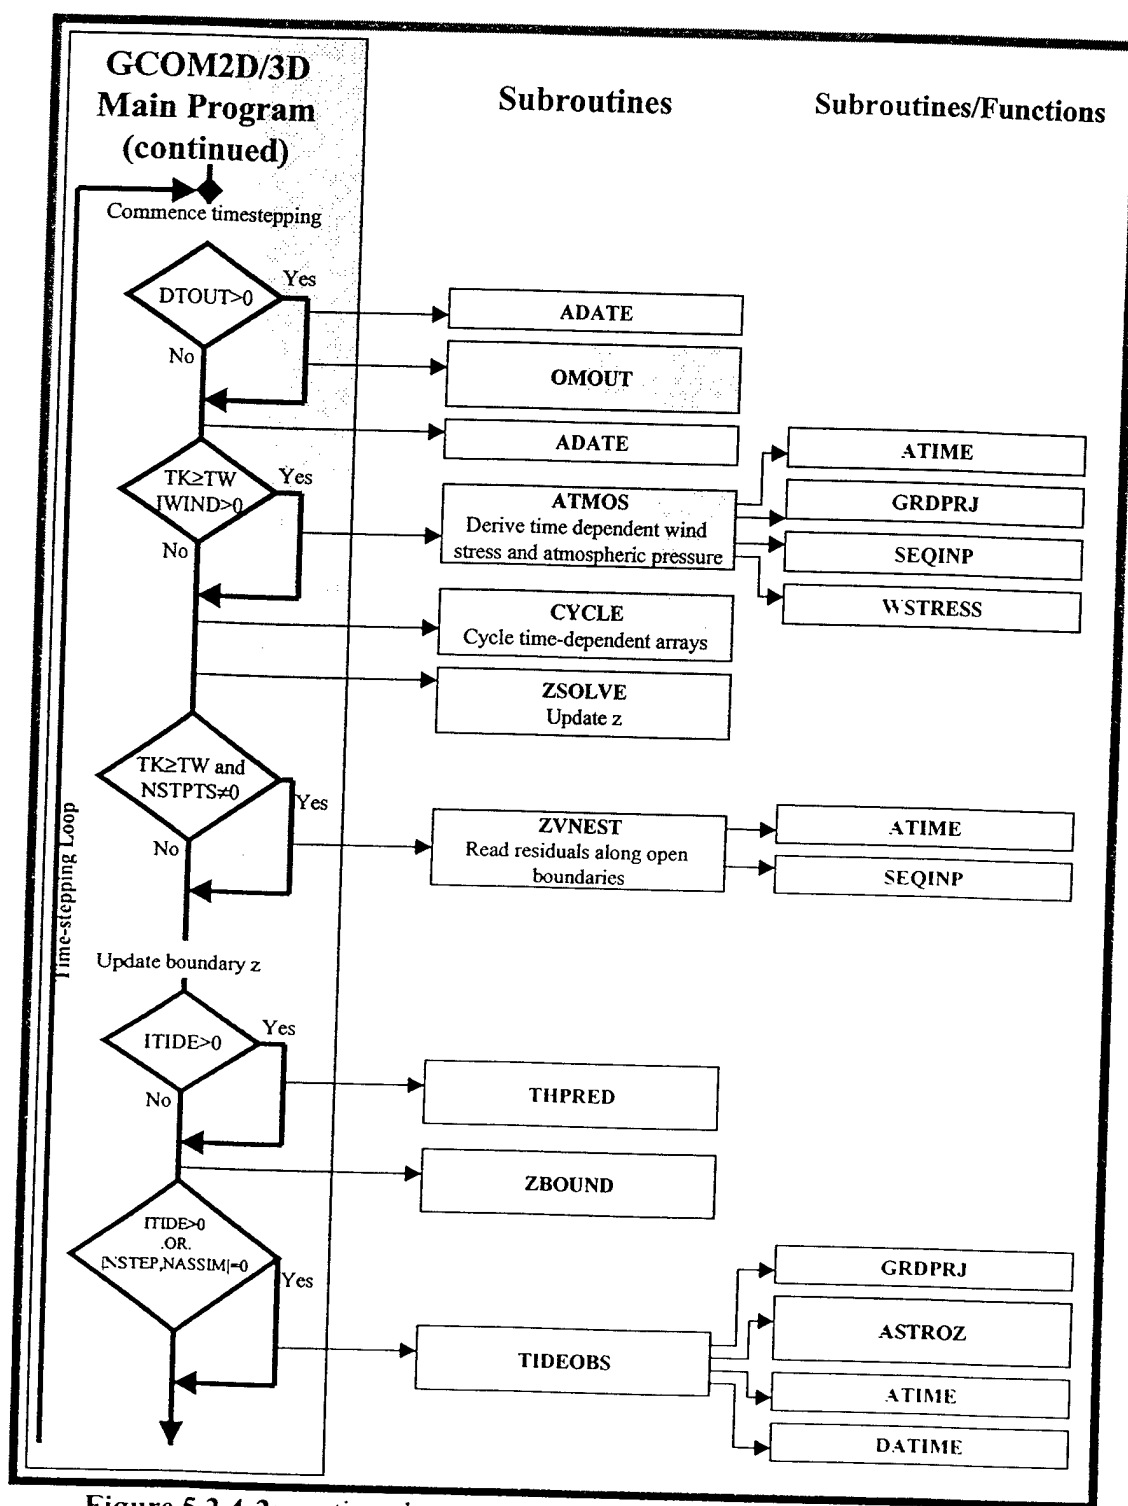 GCOM2D/3D
Main Program
(continued)
Subroutines
Subroutines/Functions
Commence timestepping
DTOUT>0
Yes
No
ADATE
OMOUT
ADATE
TK≥TW
IWIND>0
Yes
No
ATMOS
Derive time dependent wind
stress and atmospheric pressure
ATIME
GRDPRJ
SEQINP
WSTRESS
CYCLE
Cycle time-dependent arrays
ZSOLVE
Update z
TK≥TW and
NSTPTS≠0
Yes
No
ZVNEST
Read residuals along open
boundaries
ATIME
SEQINP
Time-stepping Loop
Update boundary z
ITIDE>0
Yes
No
THPRED
ZBOUND
ITIDE>0
.OR.
[NSTEP,NASSIM]=0
Yes
TIDEOBS
GRDPRJ
ASTROZ
ATIME
DATIME
Figure 5.2.4.2